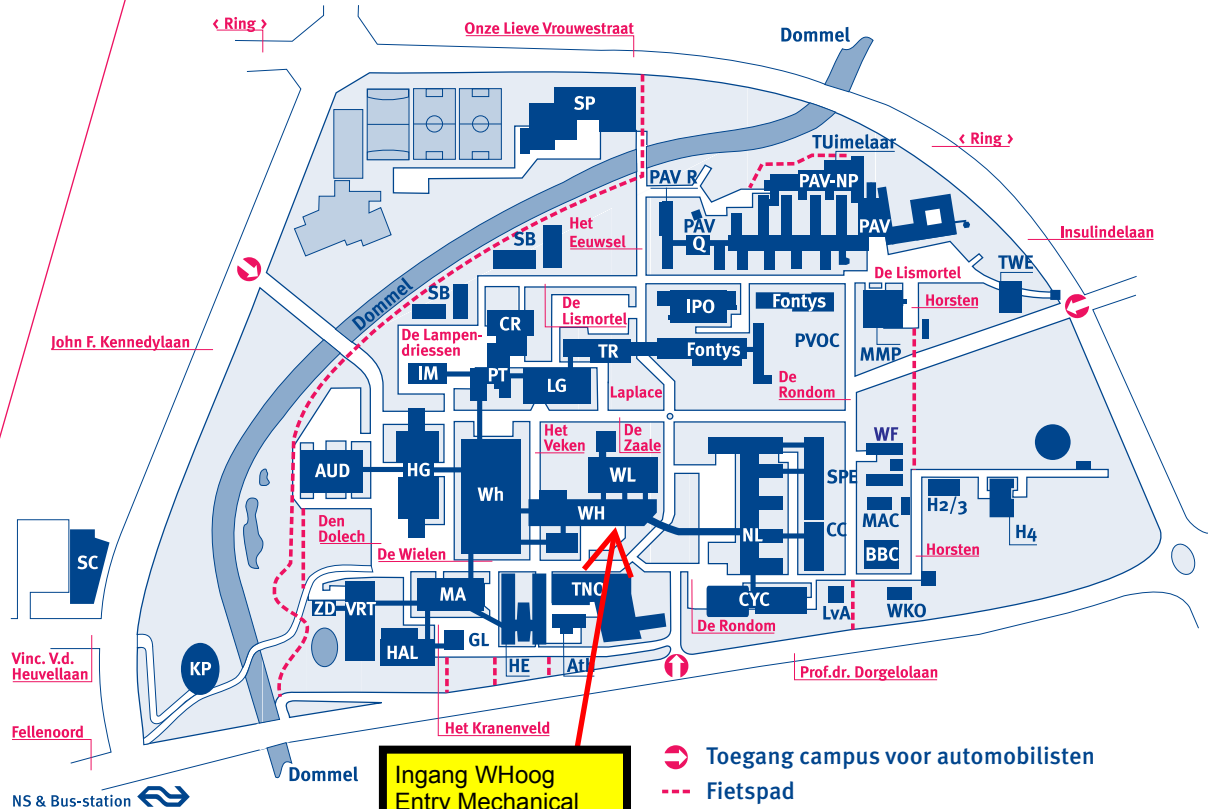 < Ring >
Onze Lieve Vrouwestraat
Dommel
SP
< Ring >
TUimelaar
PAV R
PAV-NP
Het
Eeuwsel
SB
PAV
Q
PAV
Insulindelaan
De Lismortel
TWE
Dommel
SB
De
Lismortel
IPO
Fontys
Horsten
CR
De Lampen-
driessen
John F. Kennedylaan
PVOC
MMP
TR
Fontys
IM
PT
LG
Laplace
De
Rondom
Het
Veken
De
Zaale
WF
AUD
HG
Wh
WL
SPE
H2/3
WH
MAC
H4
Den
Dolech
CC
NL
BBC
Horsten
SC
De Wielen
TNO
MA
CYC
ZD
VRT
LvA
WKO
De Rondom
GL
HAL
HE
Atl
KP
Vinc. V.d.
Heuvellaan
Prof.dr. Dorgelolaan
Het Kranenveld
Fellenoord
Ingang WHoog
Entry Mechanical
Toegang campus voor automobilisten
Dommel
Fietspad
NS & Bus-station